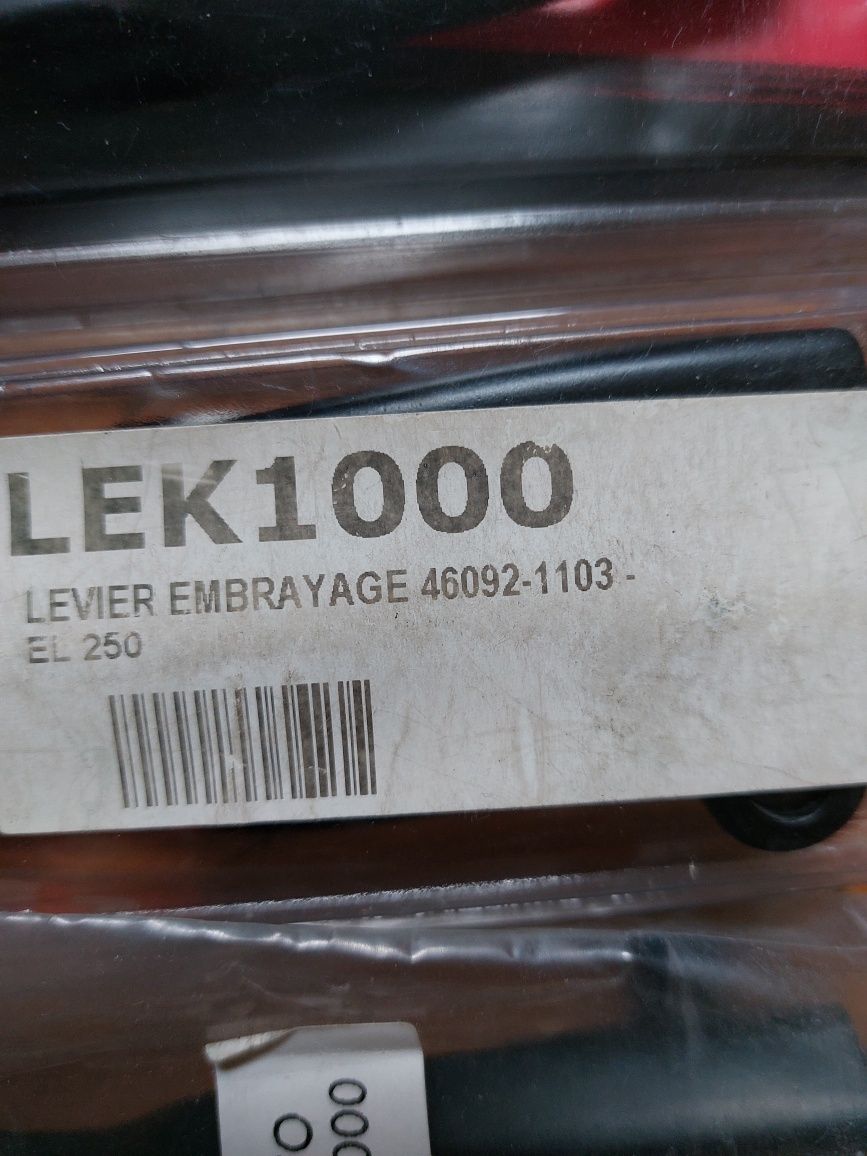 LEK1000
LEVIER EMBRAYAGE 46092-1103 -
EL 250